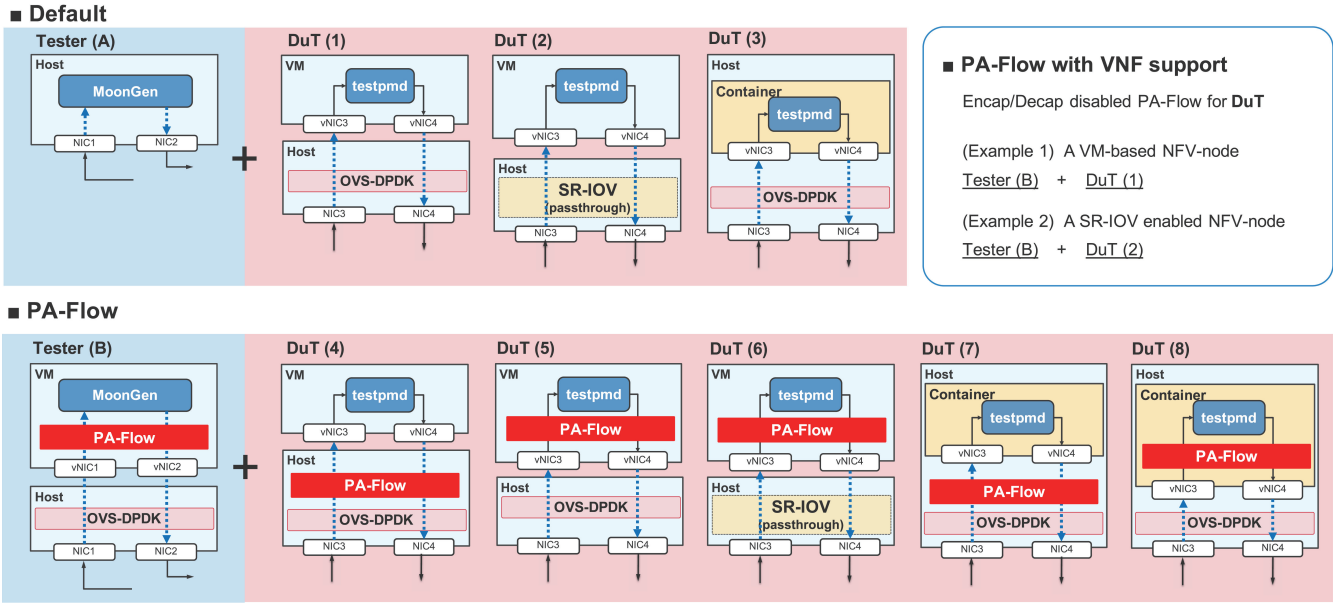 ■ Default
Tester (A)
Host
MoonGen
NIC1
NIC2
+
DuT (1)
VM
testpmd
vNIC3
vNIC4
Host
OVS-DPDK
NIC3
NIC4
DuT (2)
VM
testpmd
vNIC3
vNIC4
Host
SR-IOV
(passthrough)
NIC3
NIC4
DuT (3)
Host
Container
testpmd
vNIC3
vNIC4
OVS-DPDK
NIC3
NIC4
■ PA-Flow with VNF support
Encap/Decap disabled PA-Flow for DuT
(Example 1) A VM-based NFV-node
Tester (B) + DuT (1)
(Example 2) A SR-IOV enabled NFV-node
Tester (B) + DuT (2)
■ PA-Flow
Tester (B)
VM
MoonGen
PA-Flow
vNIC1
vNIC2
Host
OVS-DPDK
NIC1
NIC2
+
DuT (4)
VM
testpmd
vNIC3
vNIC4
Host
PA-Flow
OVS-DPDK
NIC3
NIC4
DuT (5)
VM
testpmd
PA-Flow
vNIC3
vNIC4
Host
OVS-DPDK
NIC3
NIC4
DuT (6)
VM
testpmd
PA-Flow
vNIC3
vNIC4
Host
SR-IOV
(passthrough)
NIC3
NIC4
DuT (7)
Host
Container
testpmd
vNIC3
vNIC4
PA-Flow
OVS-DPDK
NIC3
NIC4
DuT (8)
Host
Container
testpmd
PA-Flow
vNIC3
vNIC4
OVS-DPDK
NIC3
NIC4